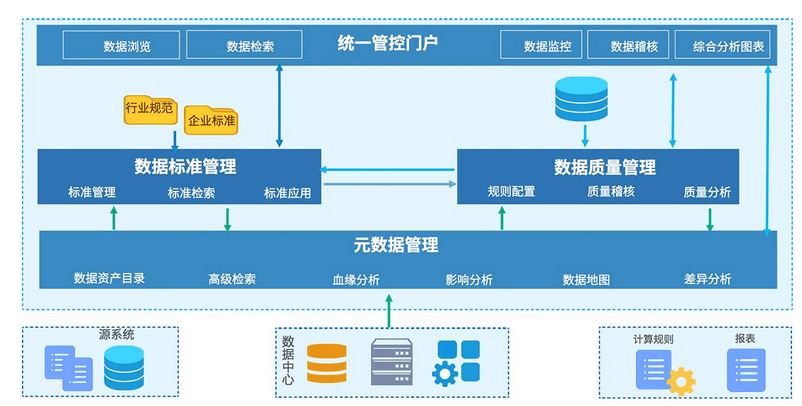 数据浏览
数据检索
统一管控门户
数据监控
数据稽核
综合分析图表
行业规范
企业标准
数据标准管理
标准管理
标准检索
标准应用
数据质量管理
规则配置
质量稽核
质量分析
元数据管理
数据资产目录
高级检索
血缘分析
影响分析
数据地图
差异分析
源系统
数据中心
计算规则
报表